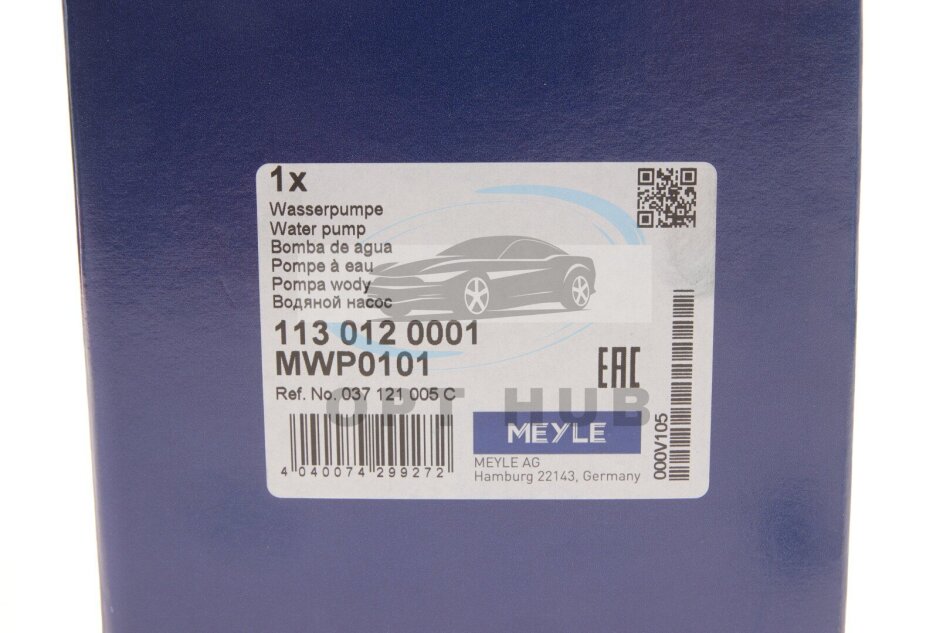 1x
Wasserpumpe
Water pump
Bomba de agua
Pompe à eau
Pompa wody
Водяной насос
113 012 0001
MWP0101
EAC
Ref. No. 037 121 005 C
OPT HUB
MEYLE
4 040074 299272
MEYLE AG
Hamburg 22143, Germany
000V105